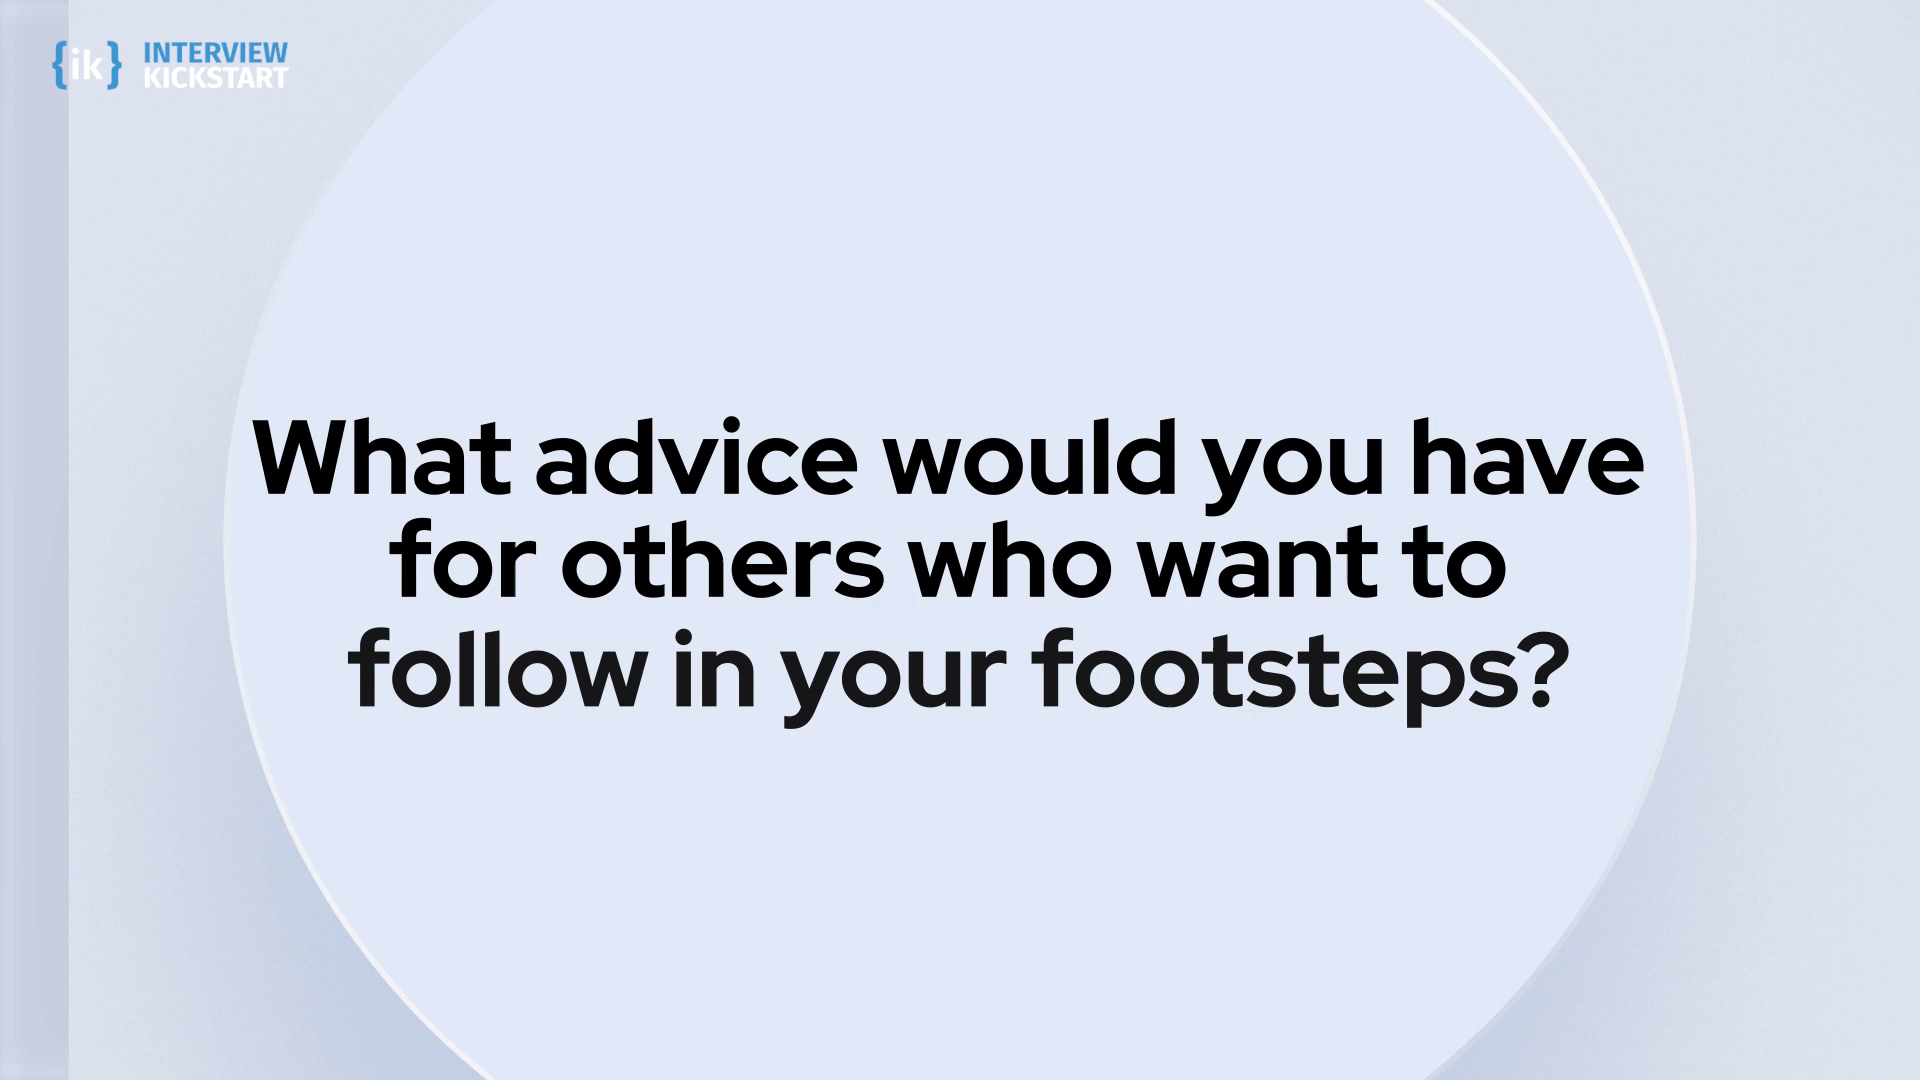 {ik} INTERVIEW
KICKSTART
What advice would you have
for others who want to
follow in your footsteps?